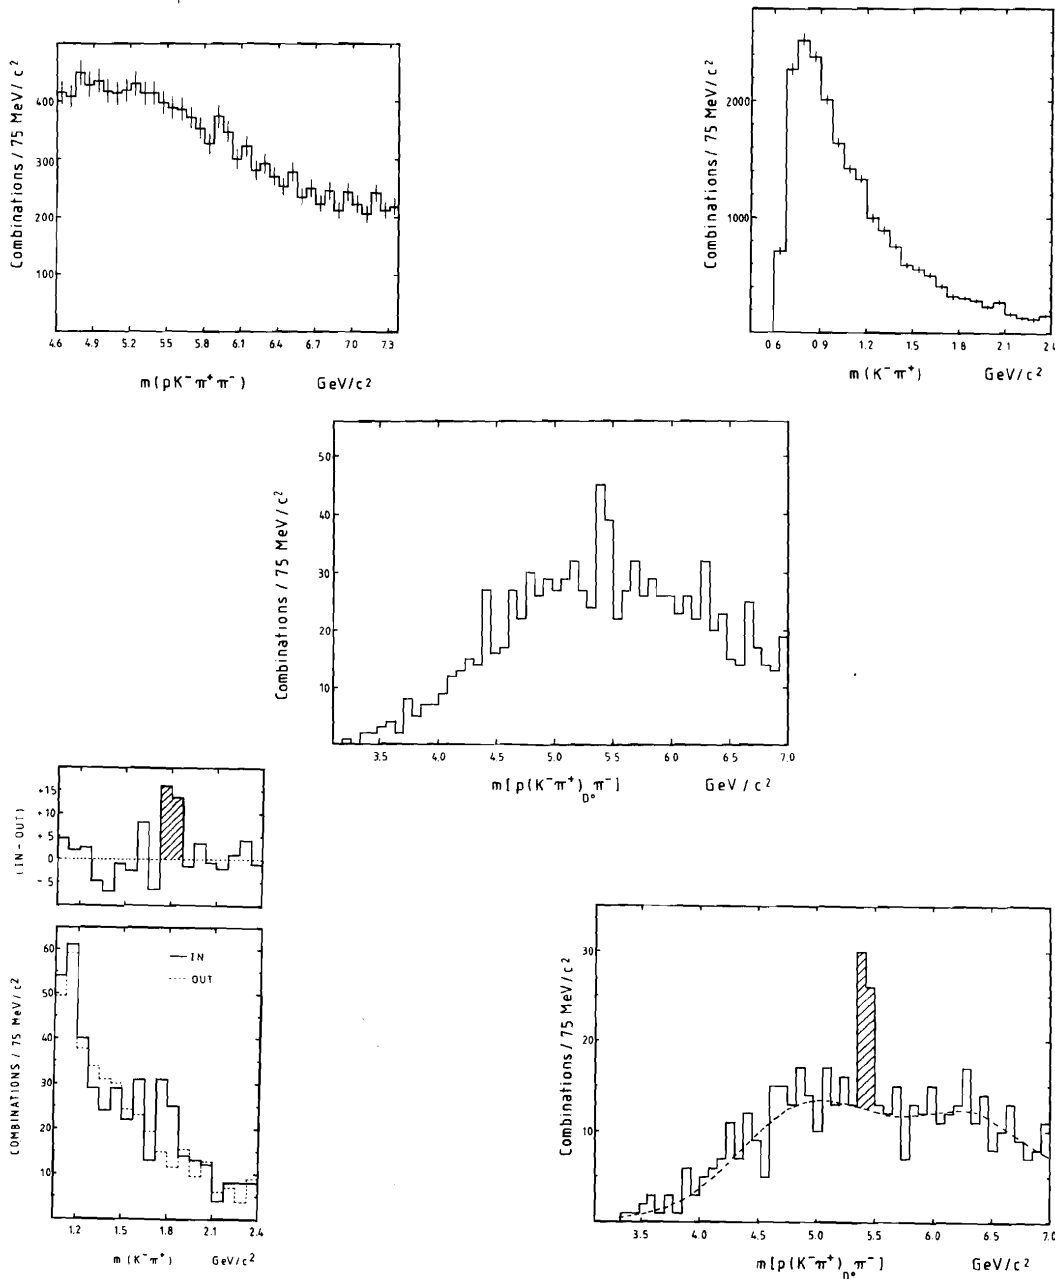 Combinations / 75 MeV/c²
400
300
200
100
4.6 4.9 5.2 5.5 5.8 6.1 6.4 6.7 7.0 7.3
m(pK⁻π⁺π⁻) GeV/c²
Combinations / 75 MeV/c²
2000
1000
0.6 0.9 1.2 1.5 1.8 2.1 2.4
m(K⁻π⁺) GeV/c²
Combinations / 75 MeV/c²
50
40
30
20
10
3.5 4.0 4.5 5.0 5.5 6.0 6.5 7.0
m[p(K⁻π⁺)D° π⁻] GeV/c²
(IN-OUT)
+15
+10
+5
0
-5
COMBINATIONS / 75 MeV/c²
60
50
40
30
20
10
IN
OUT
1.2 1.5 1.8 2.1 2.4
m(K⁻π⁺) GeV/c²
Combinations / 75 MeV/c²
30
20
10
3.5 4.0 4.5 5.0 5.5 6.0 6.5 7.0
m[p(K⁻π⁺)D° π⁻] GeV/c²